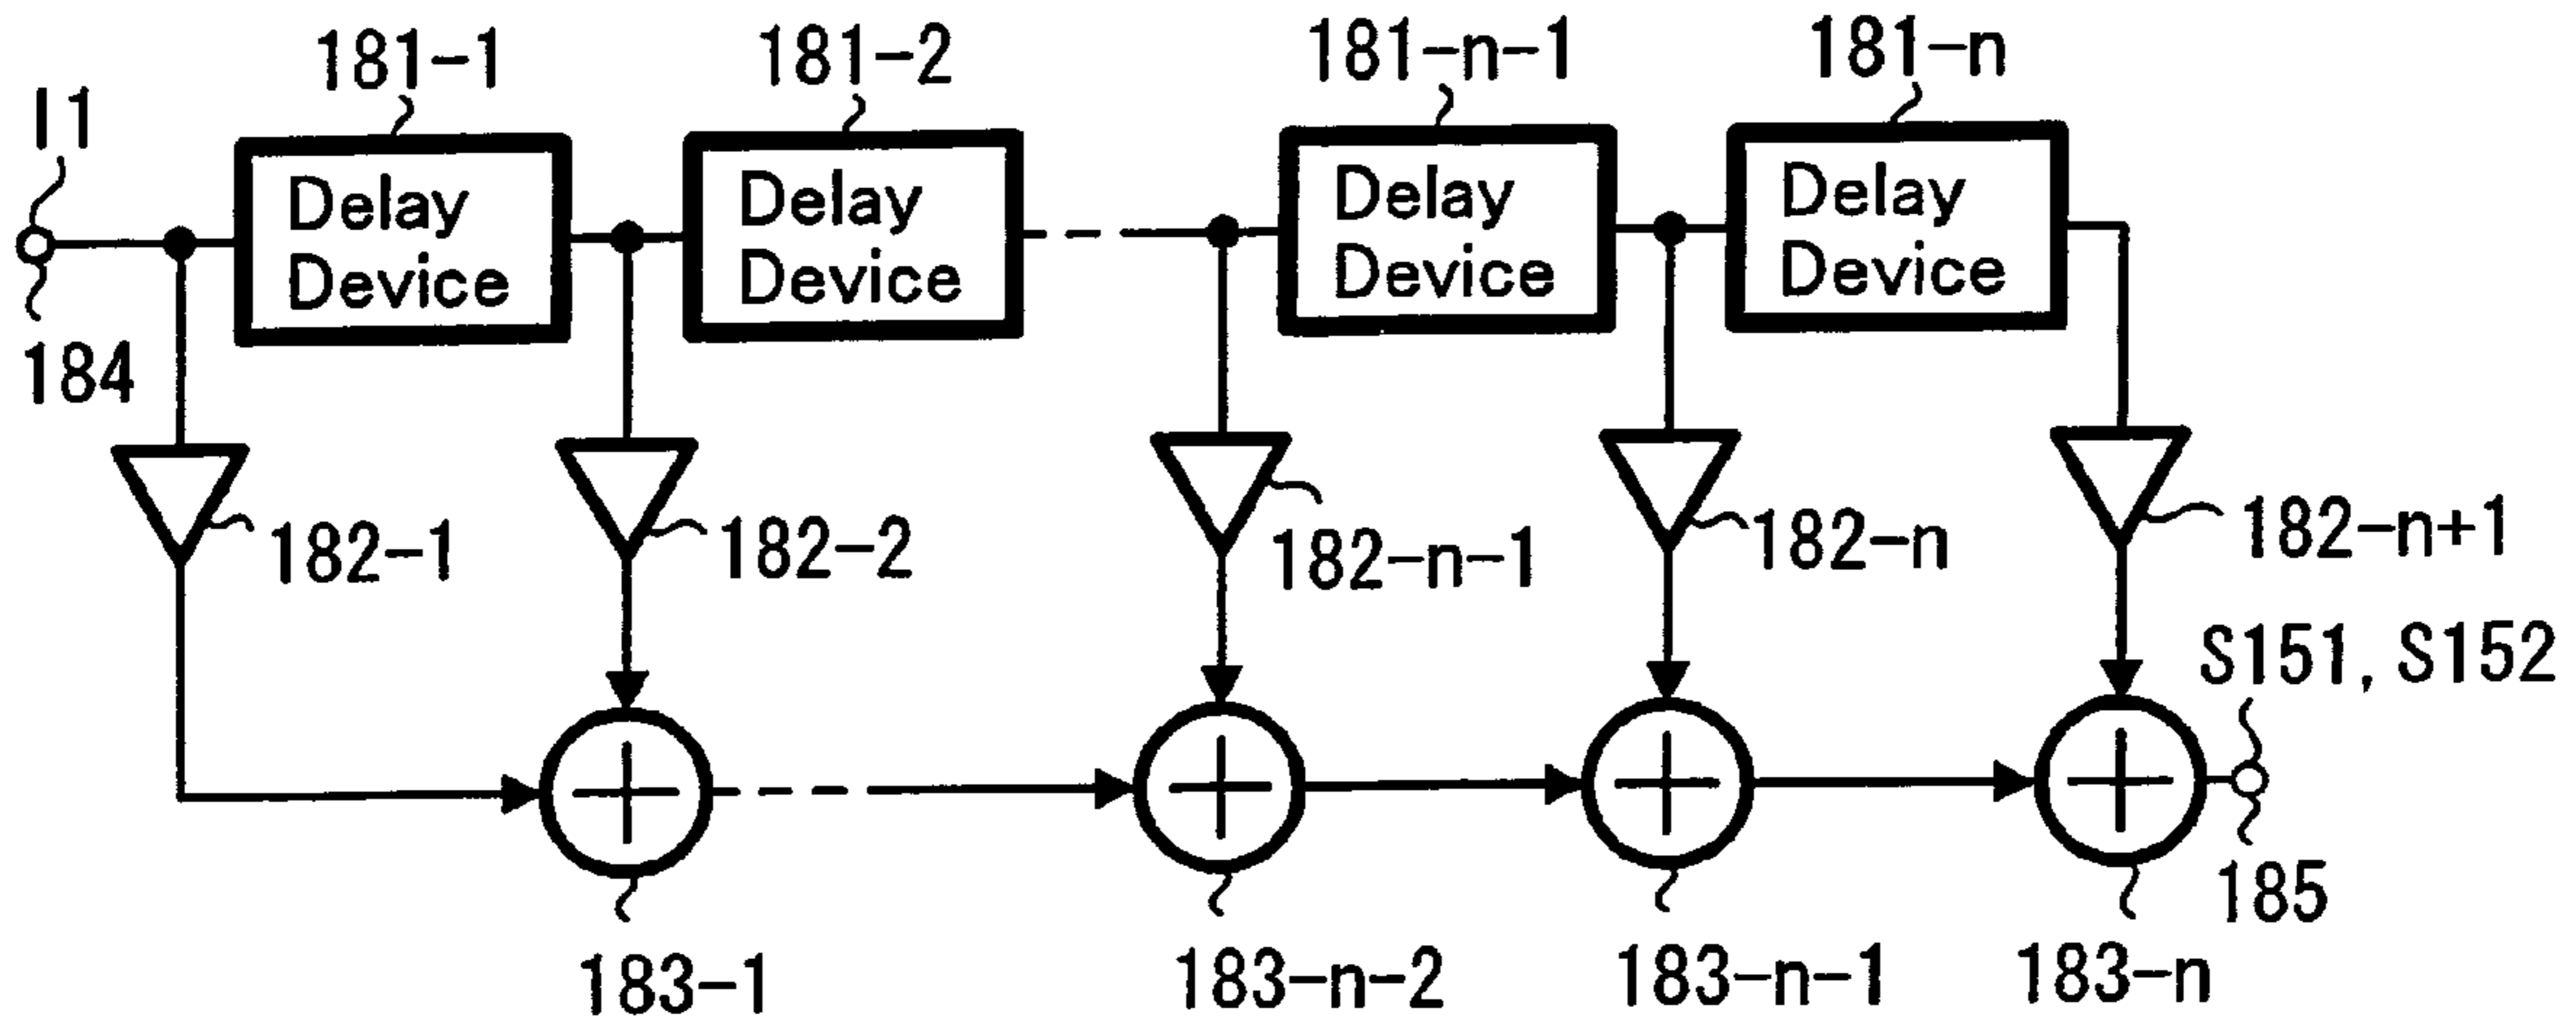 181-1
181-2
181-n-1
181-n
I1
Delay
Device
Delay
Device
Delay
Device
Delay
Device
184
182-1
182-2
182-n-1
182-n
182-n+1
S151, S152
185
183-1
183-n-2
183-n-1
183-n